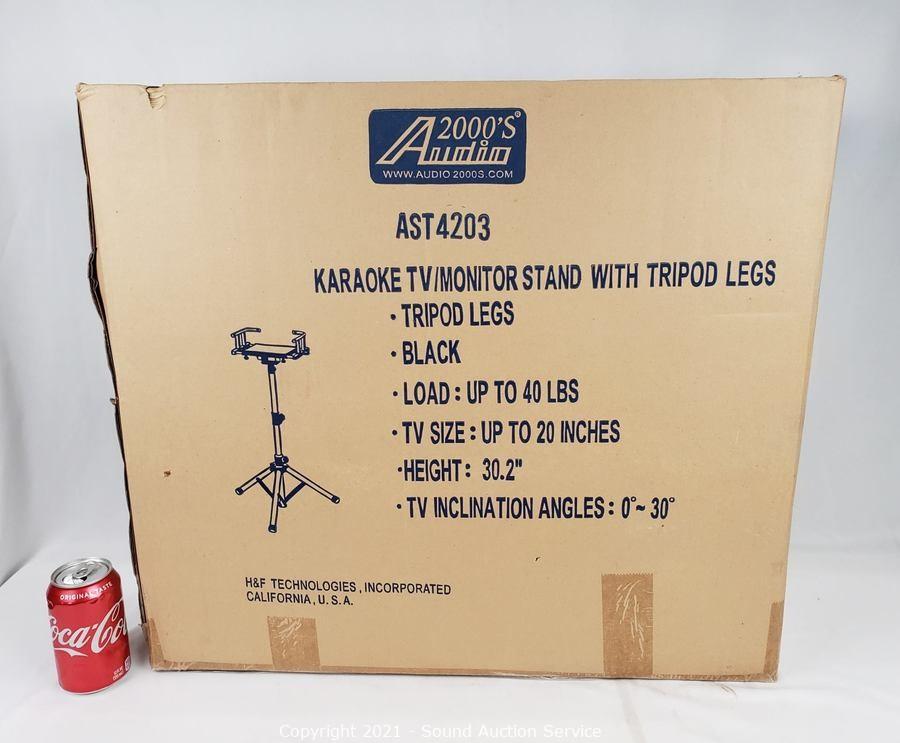 2000'S®
Audio
WWW.AUDIO2000S.COM
AST4203
KARAOKE TV/MONITOR STAND WITH TRIPOD LEGS
• TRIPOD LEGS
• BLACK
• LOAD: UP TO 40 LBS
• TV SIZE: UP TO 20 INCHES
• HEIGHT: 30.2"
• TV INCLINATION ANGLES: 0°~ 30°
H&F TECHNOLOGIES, INCORPORATED
CALIFORNIA, U.S.A.
ORIGINAL TASTE
Coca-Co
Copyright 2021 - Sound Auction Service